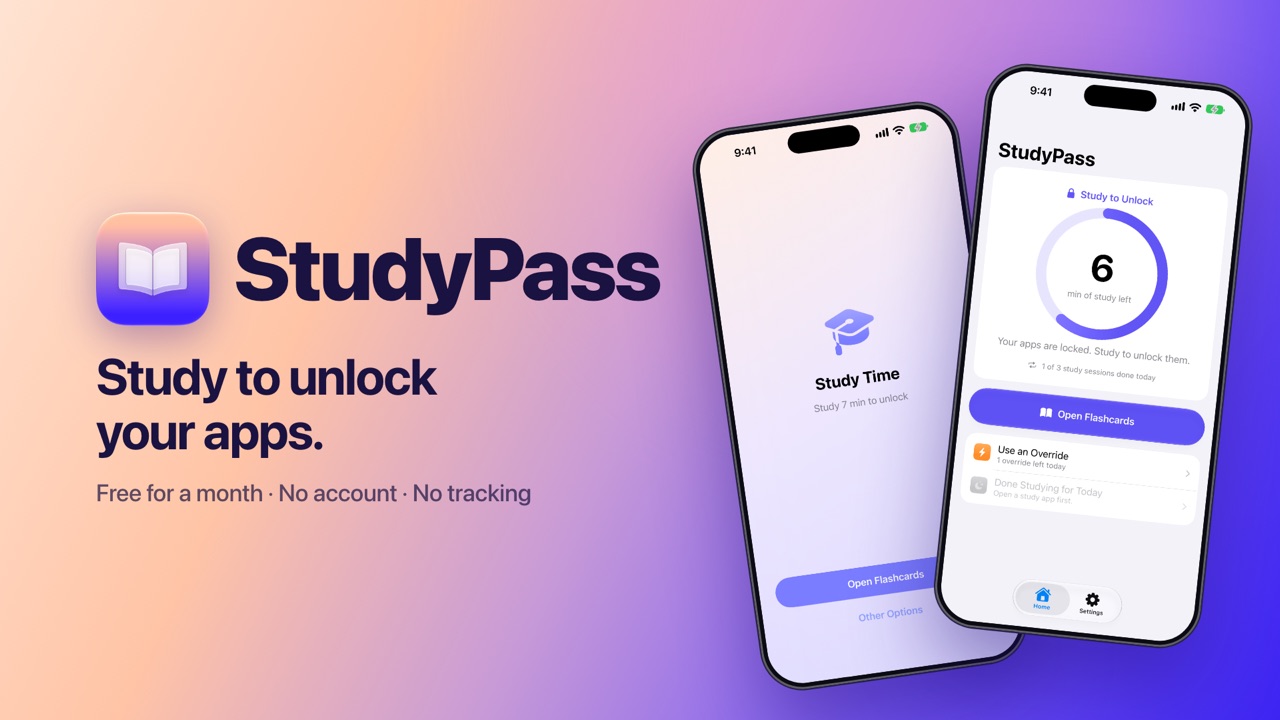 StudyPass
Study to unlock
your apps.
Free for a month · No account · No tracking
9:41
Study Time
Study 7 min to unlock
Open Flashcards
Other Options
9:41
StudyPass
Study to Unlock
6
min of study left
Your apps are locked. Study to unlock them.
1 of 3 study sessions done today
Open Flashcards
Use an Override
1 override left today
Done Studying for Today
Open a study app first.
Home
Settings